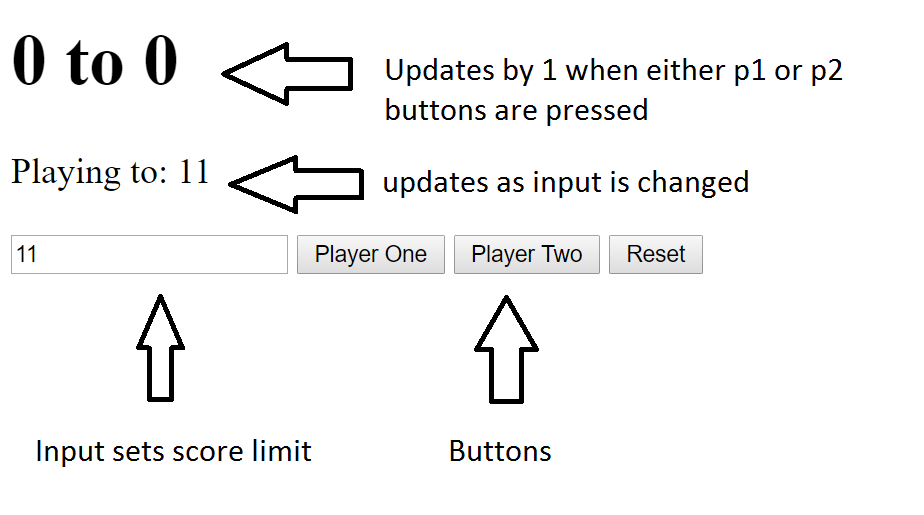 0 to 0
Updates by 1 when either p1 or p2
buttons are pressed
Playing to: 11
updates as input is changed
11
Player One
Player Two
Reset
Input sets score limit
Buttons